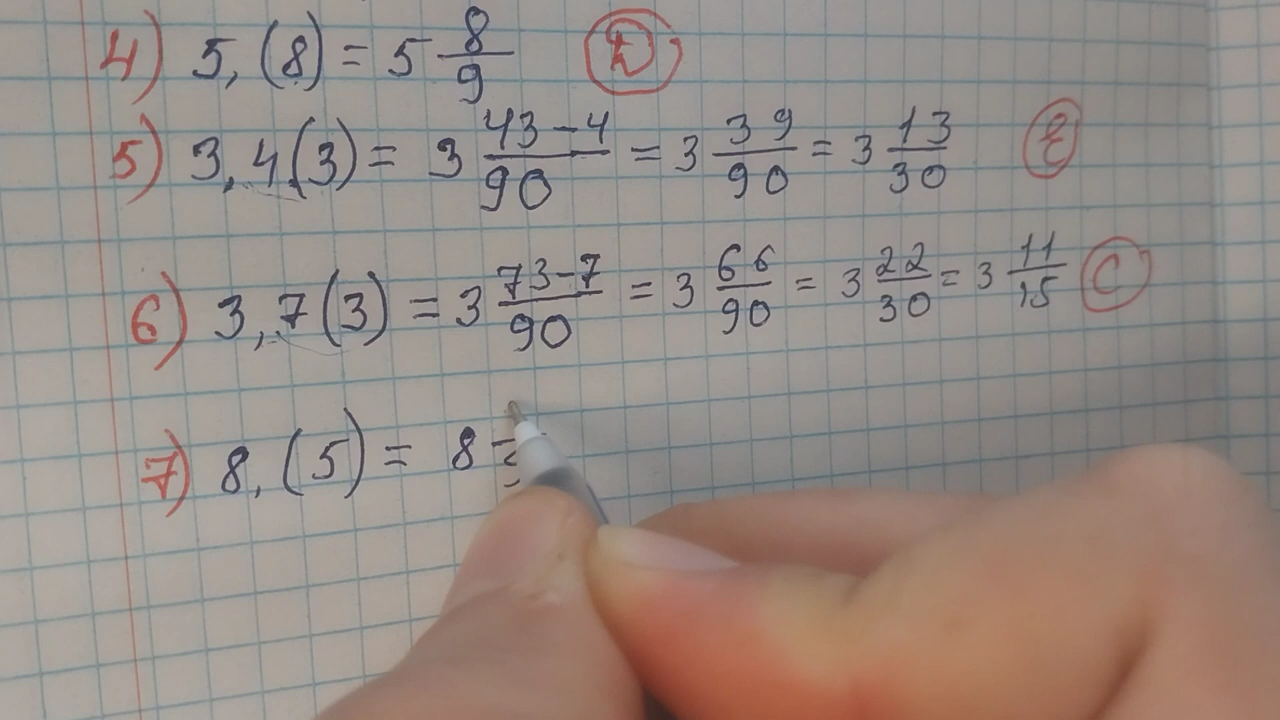 4) 5,(8) = 5 8/9 D
5) 3,4(3) = 3 43-4/90 = 3 39/90 = 3 13/30 E
6) 3,7(3) = 3 73-7/90 = 3 66/90 = 3 22/30 = 3 11/15 C
7) 8,(5) = 8